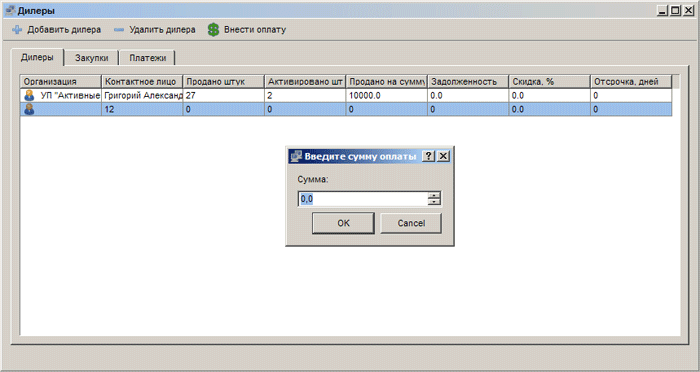 Дилеры
Добавить дилера Удалить дилера Внести оплату
Дилеры Закупки Платежи
Организация Контактное лицо Продано штук Активировано шт Продано на сумму Задолженность Скидка, % Отсрочка, дней
УП "Активные Григорий Александ 27 2 10000.0 0.0 0.0 0
12 0 0 0 0 0.0 0
Введите сумму оплаты
Сумма:
0,0
OK Cancel